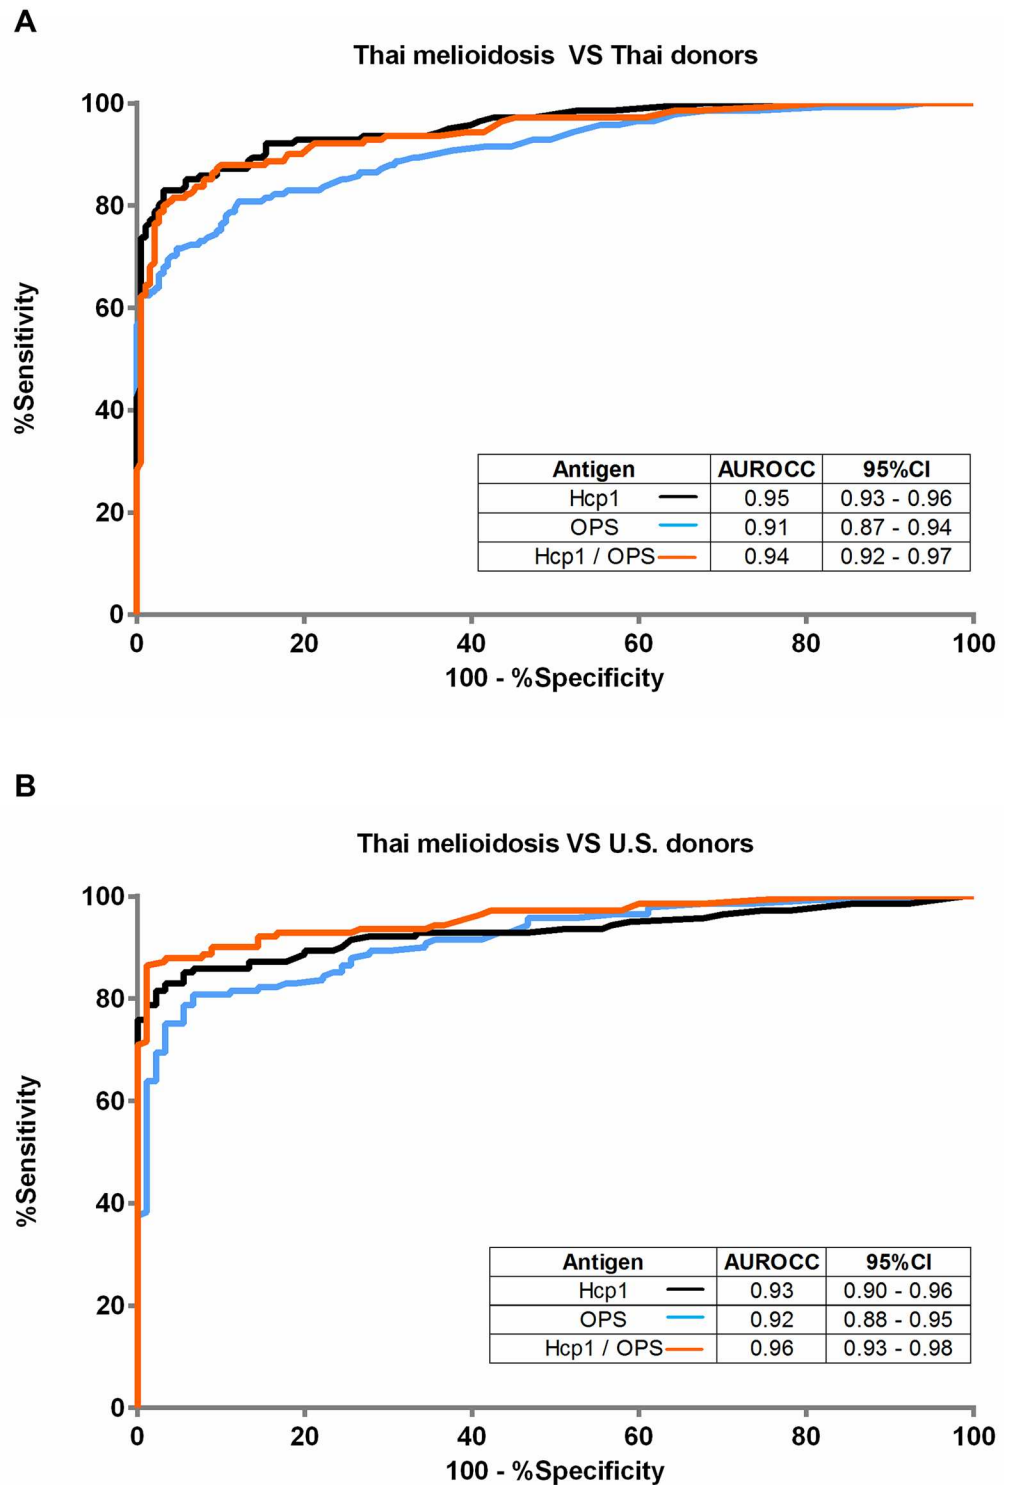 A
Thai melioidosis VS Thai donors
100
80
60
40
20
0
%Sensitivity
0 20 40 60 80 100
100 - %Specificity
Antigen AUROCC 95%CI
Hcp1 0.95 0.93 - 0.96
OPS 0.91 0.87 - 0.94
Hcp1 / OPS 0.94 0.92 - 0.97
B
Thai melioidosis VS U.S. donors
100
80
60
40
20
0
%Sensitivity
0 20 40 60 80 100
100 - %Specificity
Antigen AUROCC 95%CI
Hcp1 0.93 0.90 - 0.96
OPS 0.92 0.88 - 0.95
Hcp1 / OPS 0.96 0.93 - 0.98